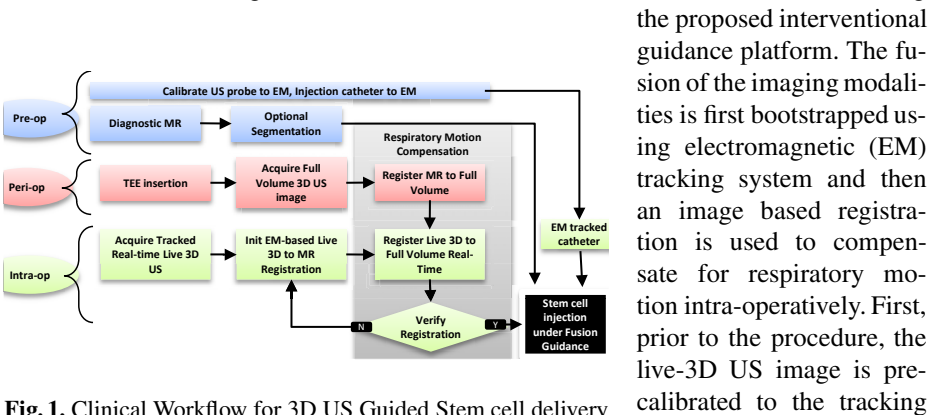 Calibrate US probe to EM, Injection catheter to EM
Pre-op
Diagnostic MR
Optional
Segmentation
Respiratory Motion
Compensation
Peri-op
TEE insertion
Acquire Full
Volume 3D US
image
Register MR to Full
Volume
Intra-op
Acquire Tracked
Real-time Live 3D
US
Init EM-based Live
3D to MR
Registration
Register Live 3D to
Full Volume Real-
Time
EM tracked
catheter
Verify
Registration
N
Y
Stem cell
injection
under Fusion
Guidance
Fig. 1. Clinical Workflow for 3D US Guided Stem cell delivery
the proposed interventional
guidance platform. The fu-
sion of the imaging modali-
ties is first bootstrapped us-
ing electromagnetic (EM)
tracking system and then
an image based registra-
tion is used to compen-
sate for respiratory mo-
tion intra-operatively. First,
prior to the procedure, the
live-3D US image is pre-
calibrated to the tracking